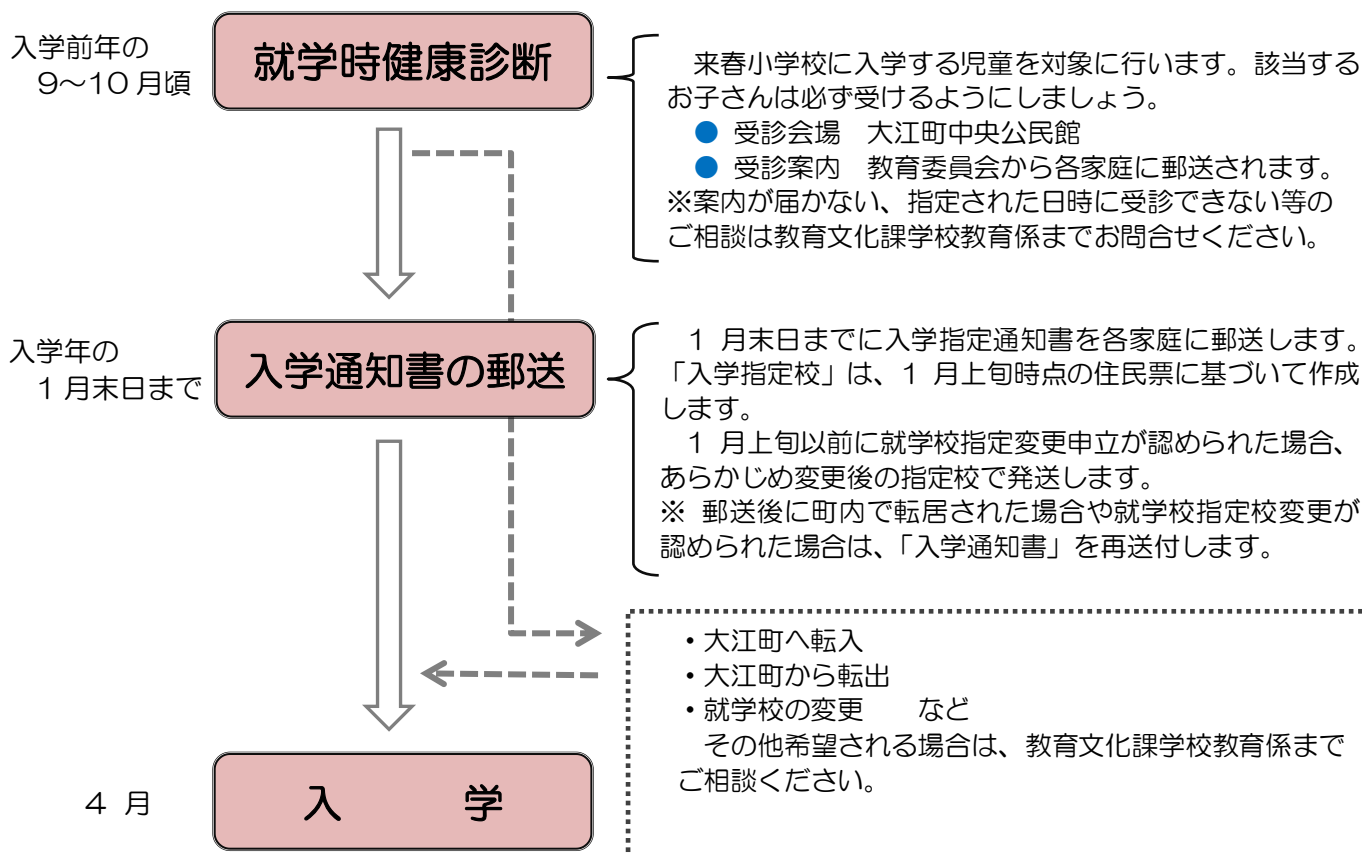 入学前年の
9~10月頃
就学時健康診断
来春小学校に入学する児童を対象に行います。該当する
お子さんは必ず受けるようにしましょう。
● 受診会場 大江町中央公民館
● 受診案内 教育委員会から各家庭に郵送されます。
※案内が届かない、指定された日時に受診できない等の
ご相談は教育文化課学校教育係までお問合せください。
入学年の
1月末日まで
入学通知書の郵送
1 月末日までに入学指定通知書を各家庭に郵送します。
「入学指定校」は、1 月上旬時点の住民票に基づいて作成
します。
1 月上旬以前に就学校指定変更申立が認められた場合、
あらかじめ変更後の指定校で発送します。
※ 郵送後に町内で転居された場合や就学校指定校変更が
認められた場合は、「入学通知書」を再送付します。
・大江町へ転入
・大江町から転出
・就学校の変更 など
その他希望される場合は、教育文化課学校教育係まで
ご相談ください。
4 月
入 学